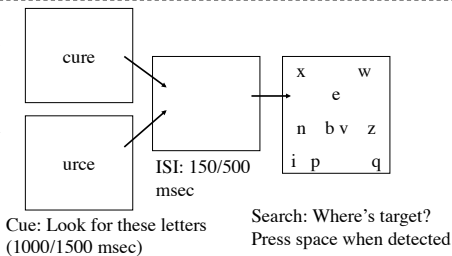 cure
urce
Cue: Look for these letters
(1000/1500 msec)
ISI: 150/500
msec
x w
e
n b v z
i p q
Search: Where's target?
Press space when detected